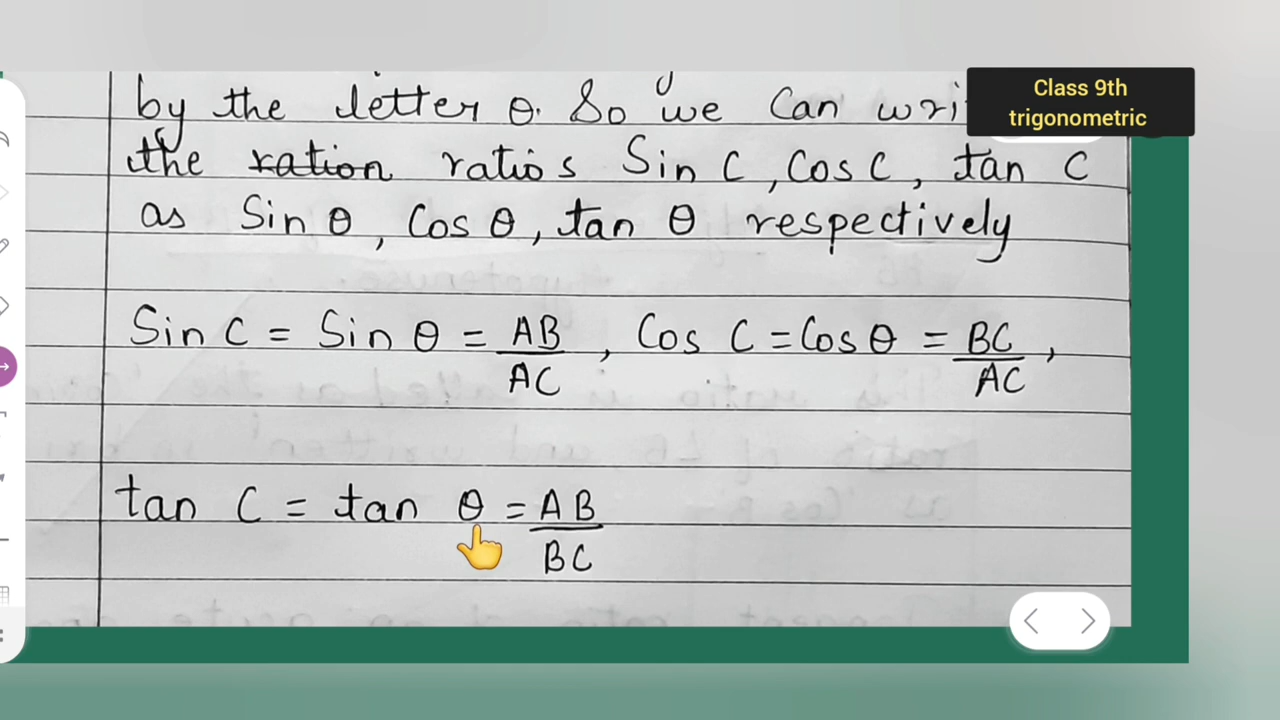 by the letter θ. So we Can
Class 9th
trigonometric
the ration ratios Sin C, Cos C, tan C
as Sin θ, Cos θ, tan θ respectively
Sin C = Sin θ = AB/AC, Cos C = Cos θ = BC/AC,
tan C = tan θ = AB/BC